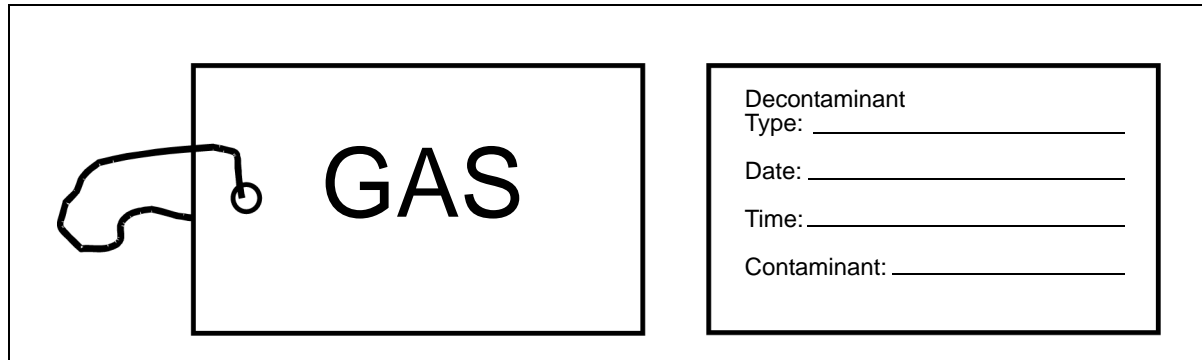 GAS
Decontaminant
Type:
Date:
Time:
Contaminant: